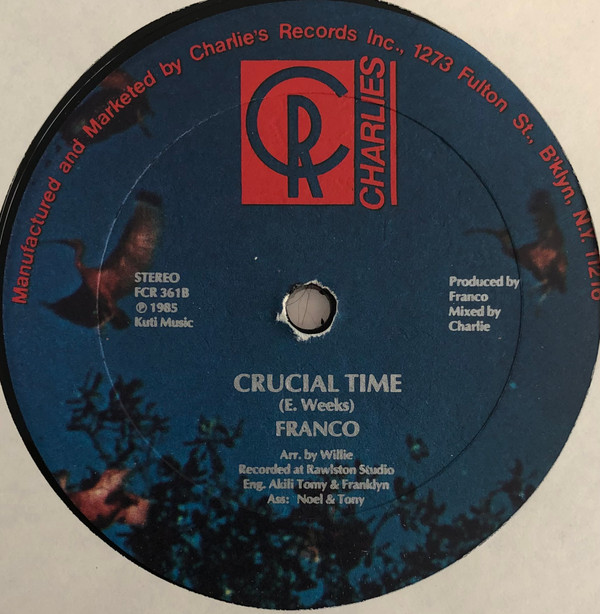 Manufactured and Marketed by Charlie's Records Inc., 1273 Fulton St., B'klyn, N.Y. 11216
CR
CHARLIES
STEREO
FCR 361B
℗ 1985
Kuti Music
Produced by
Franco
Mixed by
Charlie
CRUCIAL TIME
(E. Weeks)
FRANCO
Arr. by Willie
Recorded at Rawlston Studio
Eng. Akili Tomy & Franklyn
Ass: Noel & Tony